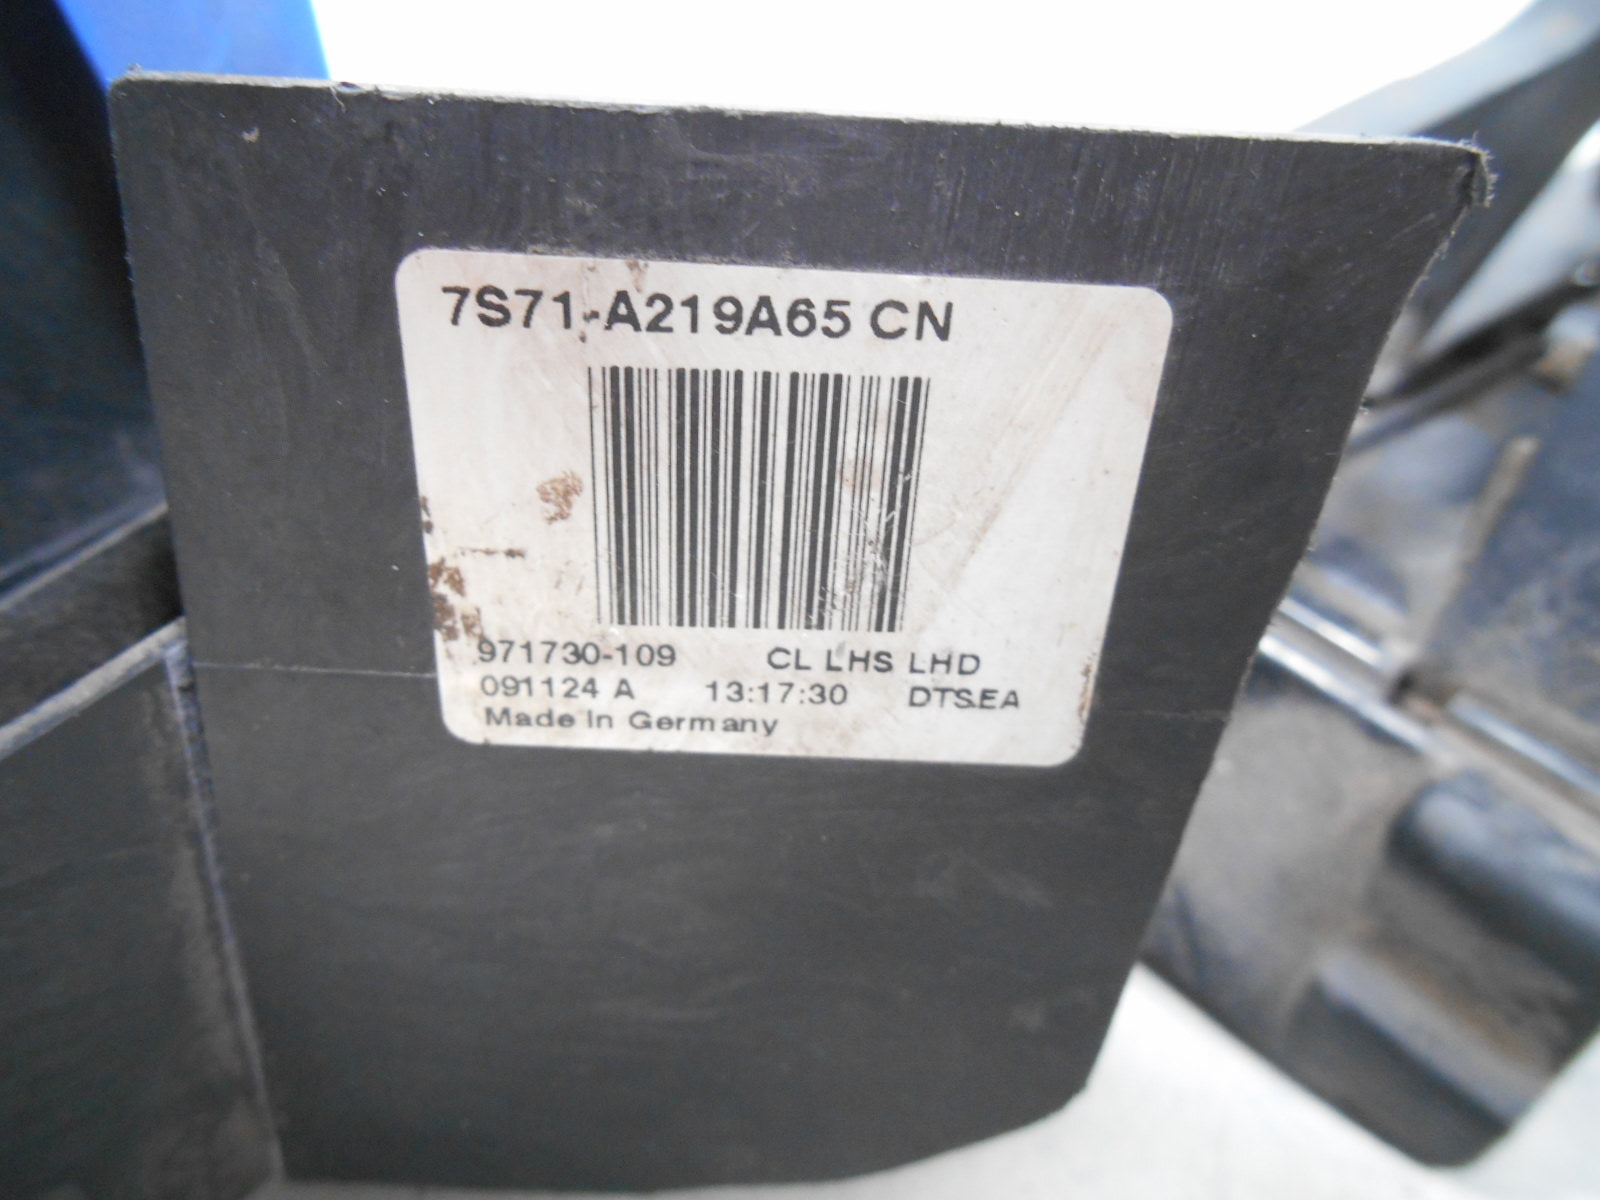 7S71-A219A65 CN
971730-109 CL LHS LHD
091124 A 13:17:30 DTS.EA
Made In Germany